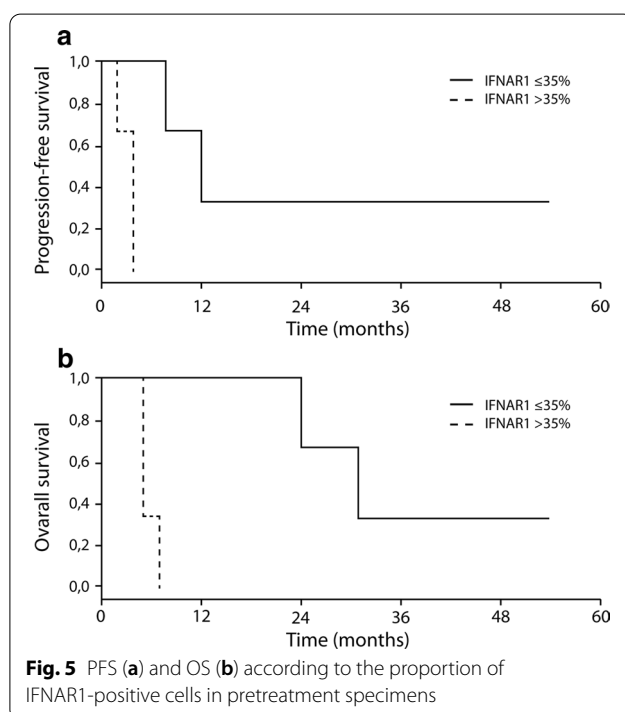 a
1,0
0,8
0,6
0,4
0,2
0,0
Progression-free survival
IFNAR1 ≤35%
IFNAR1 >35%
0 12 24 36 48 60
Time (months)
b
1,0
0,8
0,6
0,4
0,2
0,0
Ovarall survival
IFNAR1 ≤35%
IFNAR1 >35%
0 12 24 36 48 60
Time (months)
Fig. 5 PFS (a) and OS (b) according to the proportion of
IFNAR1-positive cells in pretreatment specimens